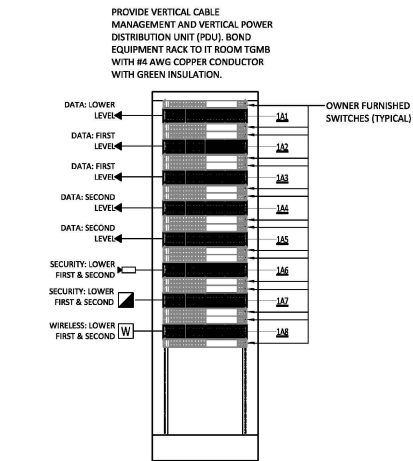 PROVIDE VERTICAL CABLE
MANAGEMENT AND VERTICAL POWER
DISTRIBUTION UNIT (PDU). BOND
EQUIPMENT RACK TO IT ROOM TGMB
WITH #4 AWG COPPER CONDUCTOR
WITH GREEN INSULATION.
DATA: LOWER
LEVEL
OWNER FURNISHED
SWITCHES (TYPICAL)
1A1
DATA: FIRST
LEVEL
1A2
DATA: FIRST
LEVEL
1A3
DATA: SECOND
LEVEL
1A4
DATA: SECOND
LEVEL
1A5
SECURITY: LOWER
FIRST & SECOND
1A6
SECURITY: LOWER
FIRST & SECOND
1A7
WIRELESS: LOWER
FIRST & SECOND
W
1A8